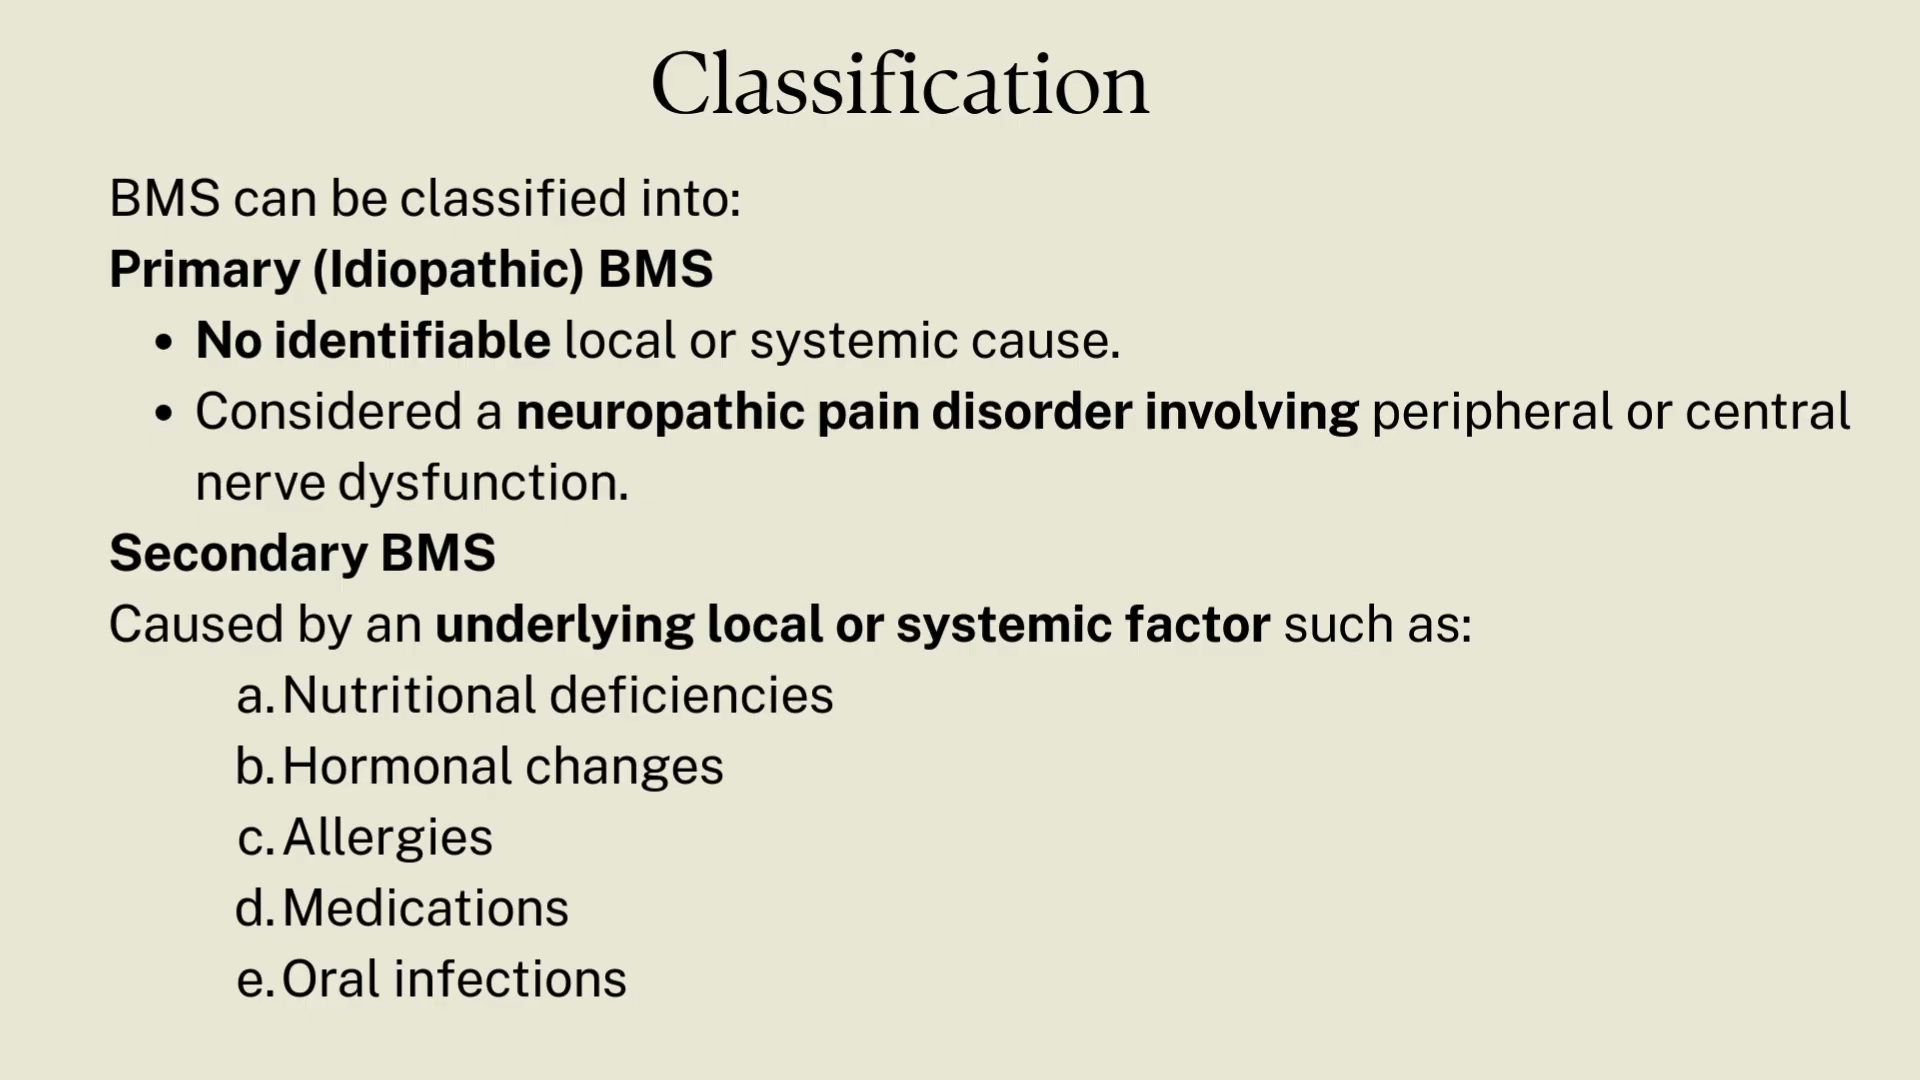 Classification
BMS can be classified into:
Primary (Idiopathic) BMS
• No identifiable local or systemic cause.
• Considered a neuropathic pain disorder involving peripheral or central
nerve dysfunction.
Secondary BMS
Caused by an underlying local or systemic factor such as:
a. Nutritional deficiencies
b. Hormonal changes
c. Allergies
d. Medications
e. Oral infections